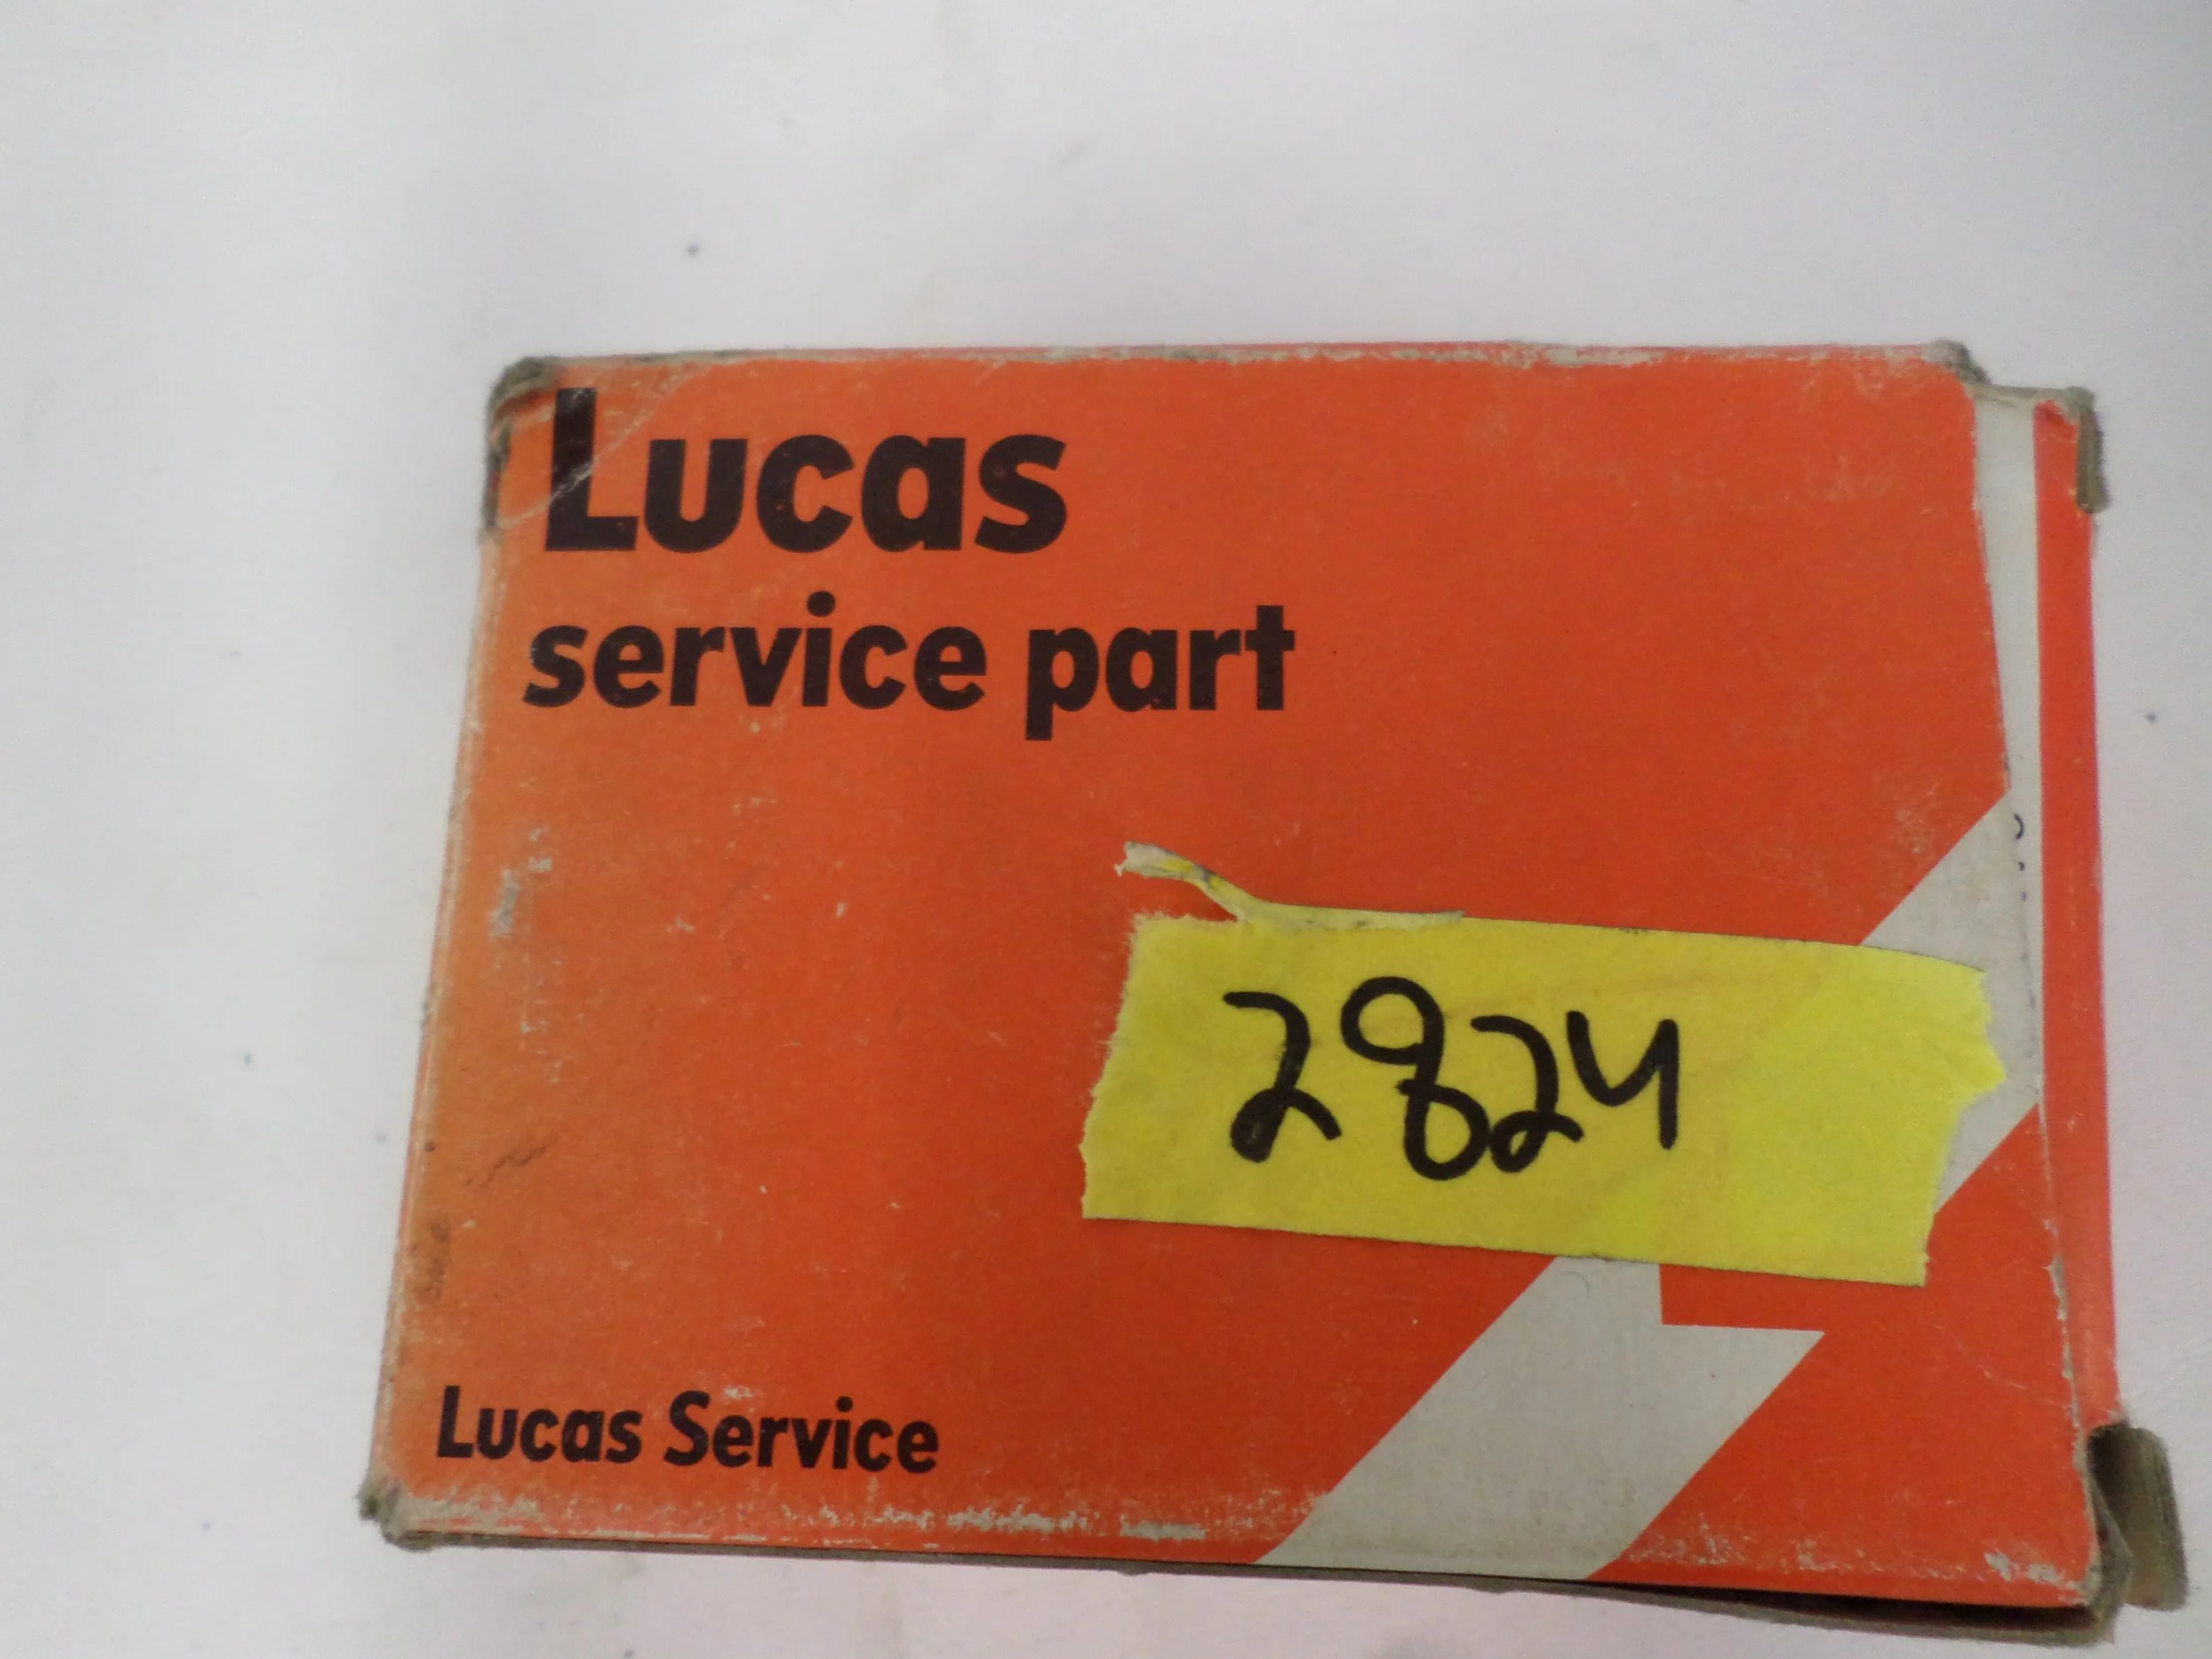 Lucas
service part
2824
Lucas Service